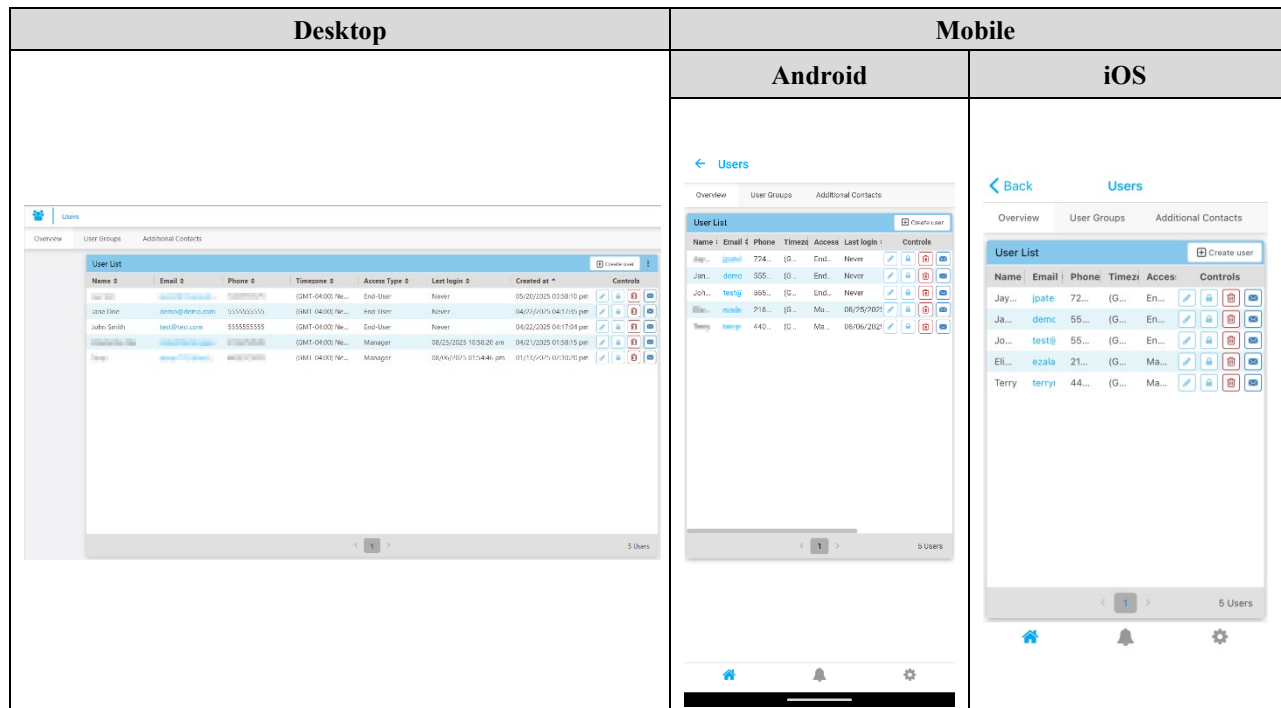 Desktop
Mobile
Android
iOS
Users
Overview User Groups Additional Contacts
User List Create user
Name Email Phone Timezone Access Type Last login Created at Controls
(GMT-04:00) Ne... End-User Never 05/20/2025 03:58:10 pm
Jane Doe demo@demo.com 5555555555 (GMT-04:00) Ne... End-User Never 04/22/2025 04:17:35 pm
John Smith test@test.com 5555555555 (GMT-04:00) Ne... End-User Never 04/22/2025 04:17:04 pm
(GMT-04:00) Ne... Manager 08/25/2025 10:58:20 am 04/21/2025 01:58:15 pm
(GMT-04:00) Ne... Manager 08/06/2025 01:54:46 pm 01/13/2025 02:10:20 pm
1
5 Users
Users
Overview User Groups Additional Contacts
User List Create user
Name Email Phone Timezo Access Last login Controls
724... (G... End... Never
Jan... demo 555... (G... End... Never
Joh... test@ 555... (G... End... Never
216... (G... Ma... 08/25/202
440... (G... Ma... 08/06/202
1
5 Users
Back Users
Overview User Groups Additional Contacts
User List Create user
Name Email Phone Timez Acces Controls
Jay... jpate 72... (G... En...
Ja... demo 55... (G... En...
Jo... test@ 55... (G... En...
Eli... ezala 21... (G... Ma...
Terry terryr 44... (G... Ma...
1
5 Users